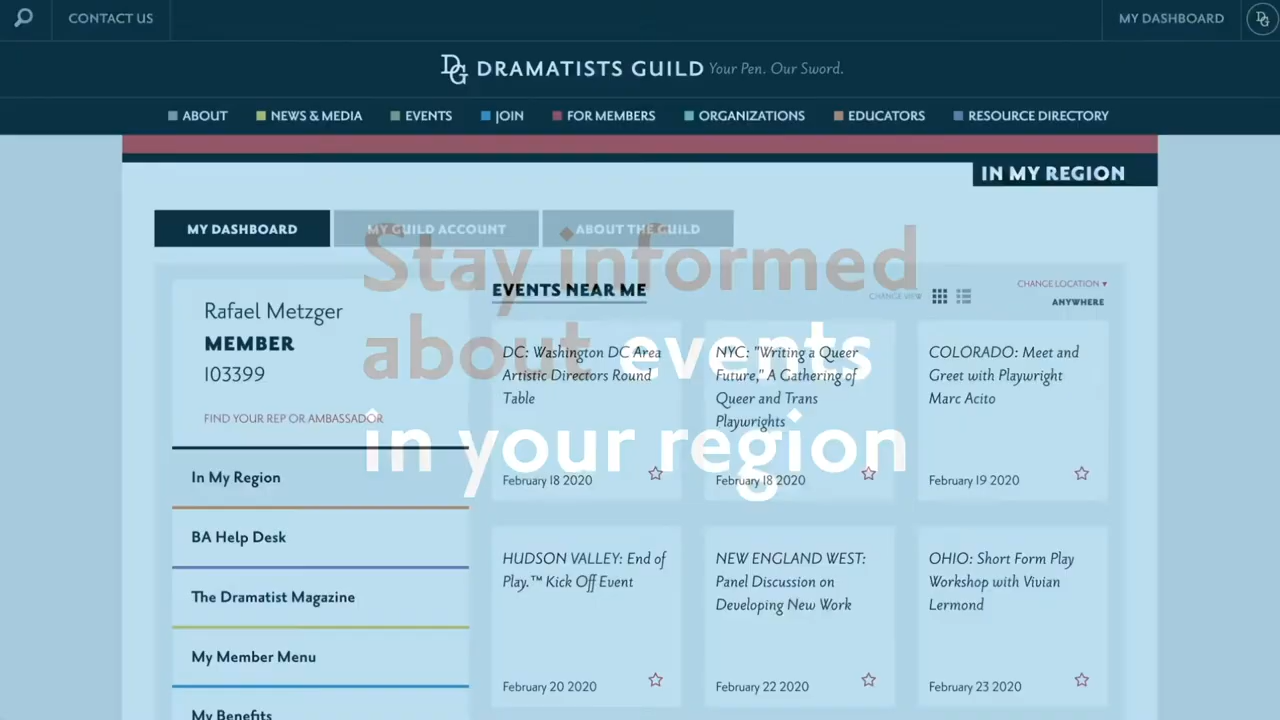 CONTACT US
MY DASHBOARD
DG
DG DRAMATISTS GUILD Your Pen. Our Sword.
ABOUT
NEWS & MEDIA
EVENTS
JOIN
FOR MEMBERS
ORGANIZATIONS
EDUCATORS
RESOURCE DIRECTORY
IN MY REGION
MY DASHBOARD
MY GUILD ACCOUNT
ABOUT THE GUILD
Stay informed
about events
in your region
Rafael Metzger
MEMBER
103399
FIND YOUR REP OR AMBASSADOR
In My Region
BA Help Desk
The Dramatist Magazine
My Member Menu
My Benefits
EVENTS NEAR ME
CHANGE VIEW
CHANGE LOCATION ▾
ANYWHERE
DC: Washington DC Area
Artistic Directors Round
Table
February 18 2020
NYC: "Writing a Queer
Future," A Gathering of
Queer and Trans
Playwrights
February 18 2020
COLORADO: Meet and
Greet with Playwright
Marc Acito
February 19 2020
HUDSON VALLEY: End of
Play.™ Kick Off Event
February 20 2020
NEW ENGLAND WEST:
Panel Discussion on
Developing New Work
February 22 2020
OHIO: Short Form Play
Workshop with Vivian
Lermond
February 23 2020